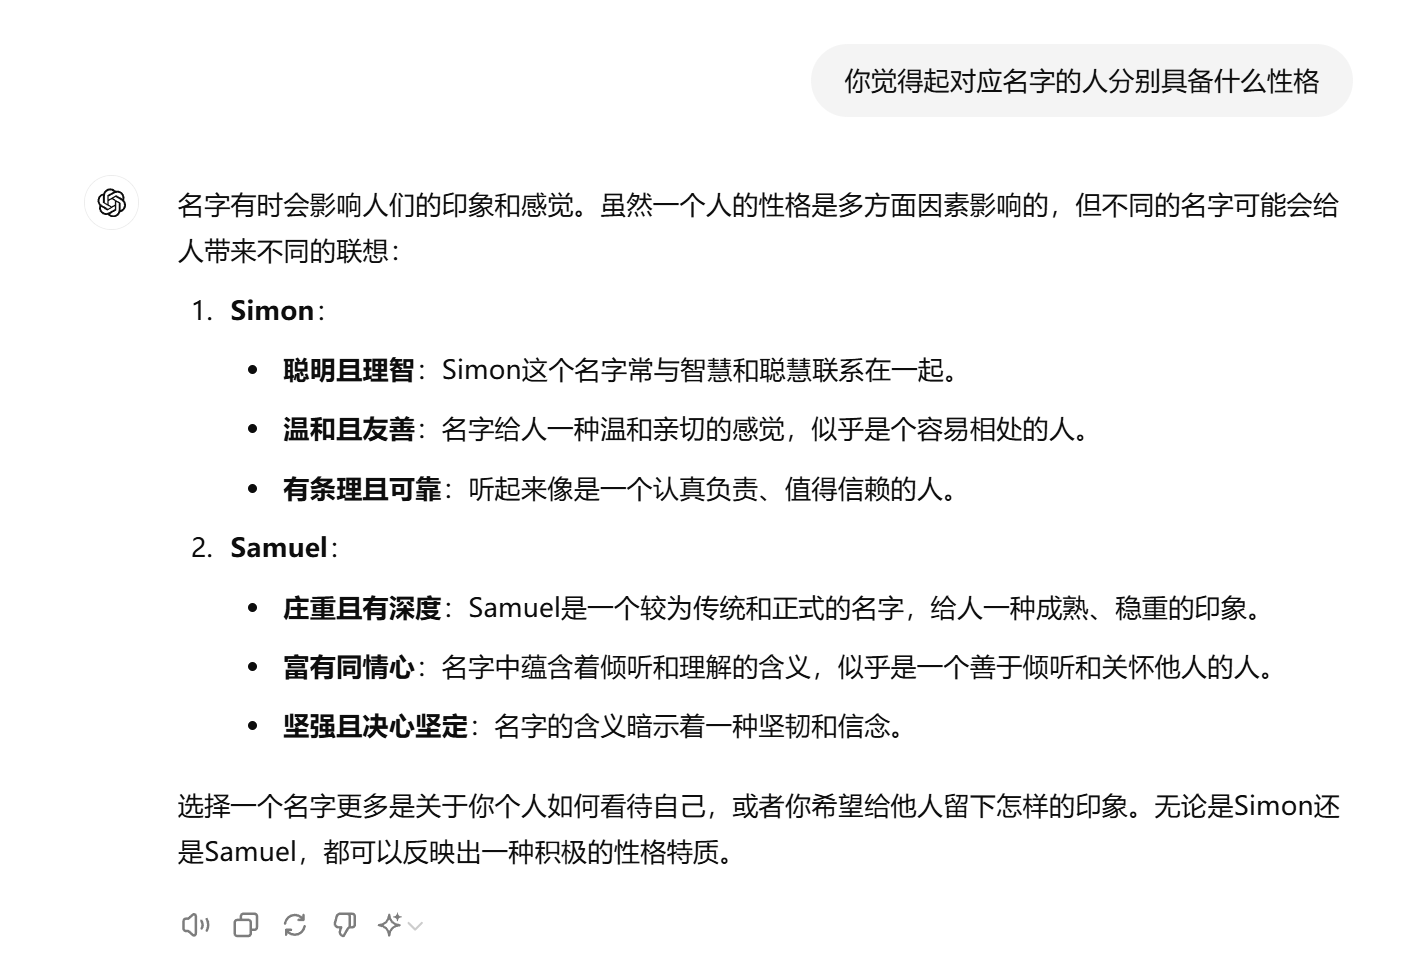 你觉得起对应名字的人分别具备什么性格
名字有时会影响人们的印象和感觉。虽然一个人的性格是多方面因素影响的，但不同的名字可能会给
人带来不同的联想：
1. Simon：
• 聪明且理智：Simon这个名字常与智慧和聪慧联系在一起。
• 温和且友善：名字给人一种温和亲切的感觉，似乎是个容易相处的人。
• 有条理且可靠：听起来像是一个认真负责、值得信赖的人。
2. Samuel：
• 庄重且有深度：Samuel是一个较为传统和正式的名字，给人一种成熟、稳重的印象。
• 富有同情心：名字中蕴含着倾听和理解的含义，似乎是一个善于倾听和关怀他人的人。
• 坚强且决心坚定：名字的含义暗示着一种坚韧和信念。
选择一个名字更多是关于你个人如何看待自己，或者你希望给他人留下怎样的印象。无论是Simon还
是Samuel，都可以反映出一种积极的性格特质。